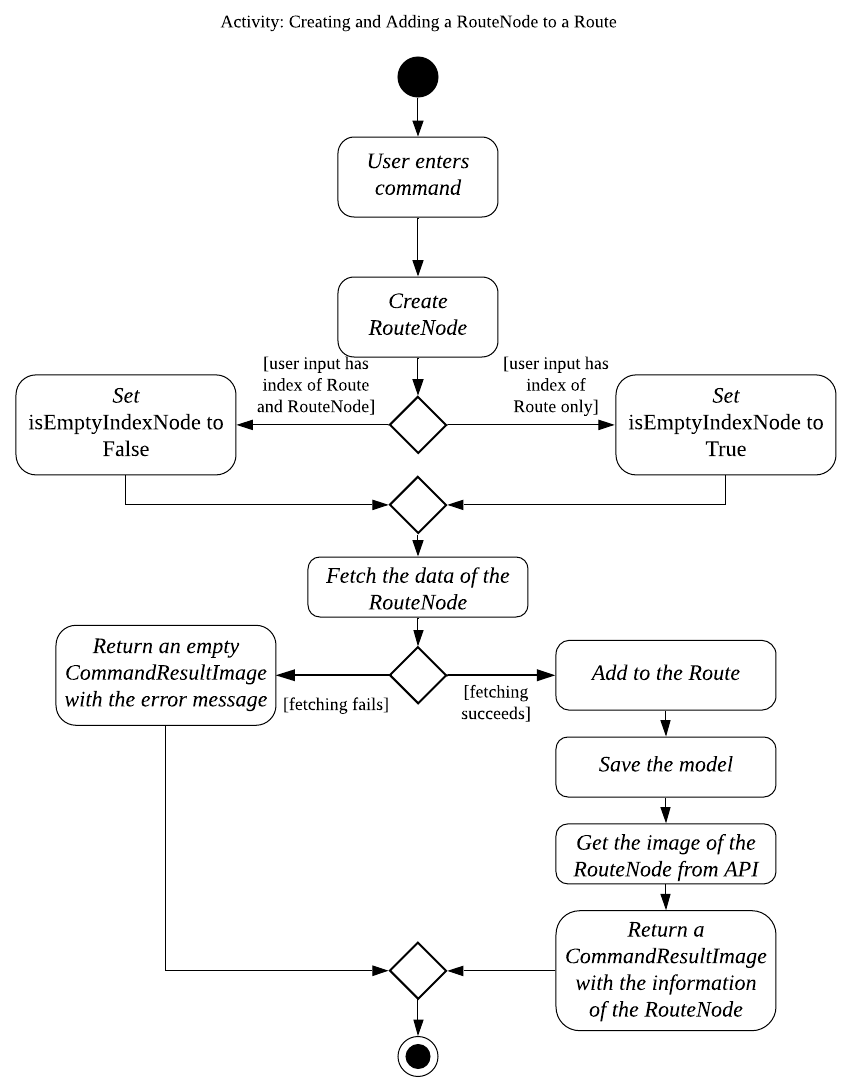 Activity: Creating and Adding a RouteNode to a Route
User enters
command
Create
RouteNode
[user input has
index of Route
and RouteNode]
[user input has
index of
Route only]
Set
isEmptyIndexNode to
False
Set
isEmptyIndexNode to
True
Fetch the data of the
RouteNode
Return an empty
CommandResultImage
with the error message
[fetching fails]
[fetching
succeeds]
Add to the Route
Save the model
Get the image of the
RouteNode from API
Return a
CommandResultImage
with the information
of the RouteNode